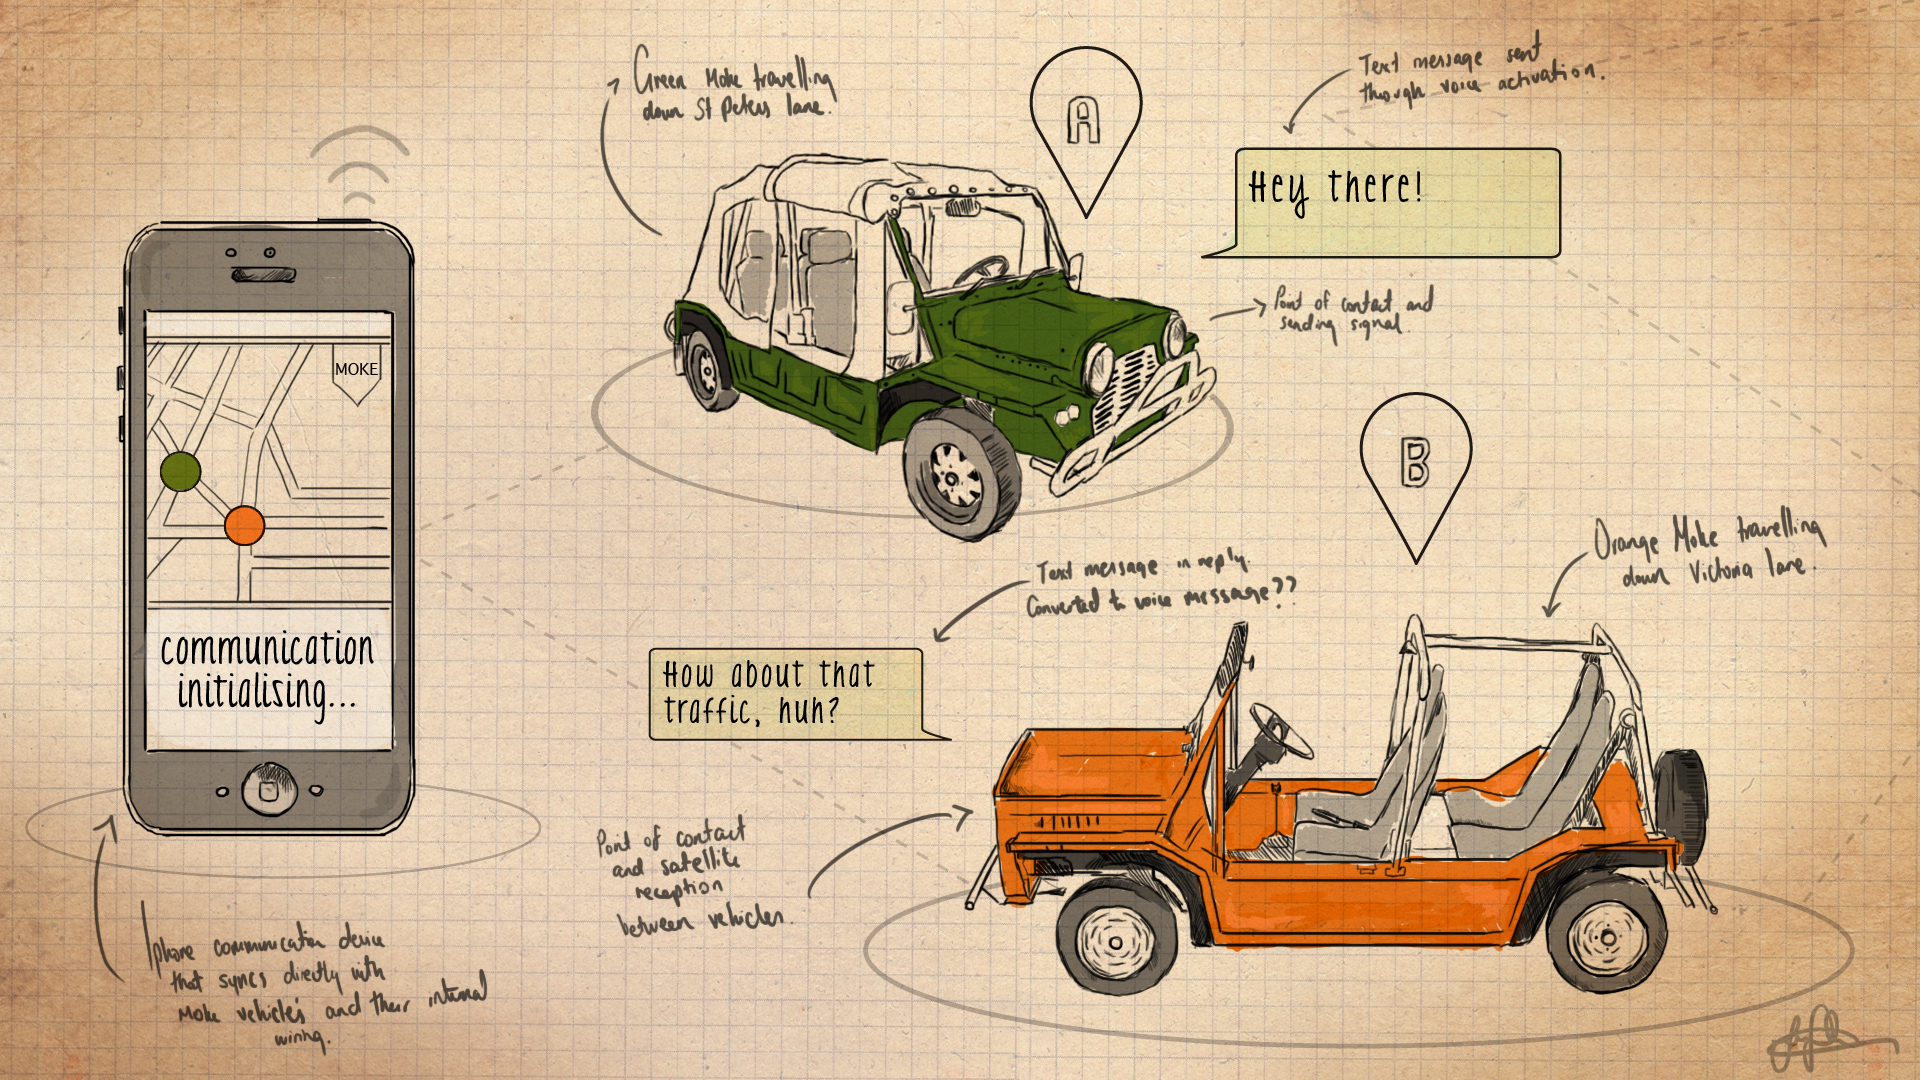 Green Moke travelling
down St Peters lane.
A
Text message sent
through voice activation.
Hey there!
Point of contact and
sending signal
MOKE
communication
initialising...
B
Orange Moke travelling
down Victoria lane.
Text message in reply.
Converted to voice message??
How about that
traffic, huh?
Point of contact
and satellite
reception
between vehicles.
Iphone communication device
that syncs directly with
Moke vehicle's and their internal
wiring.